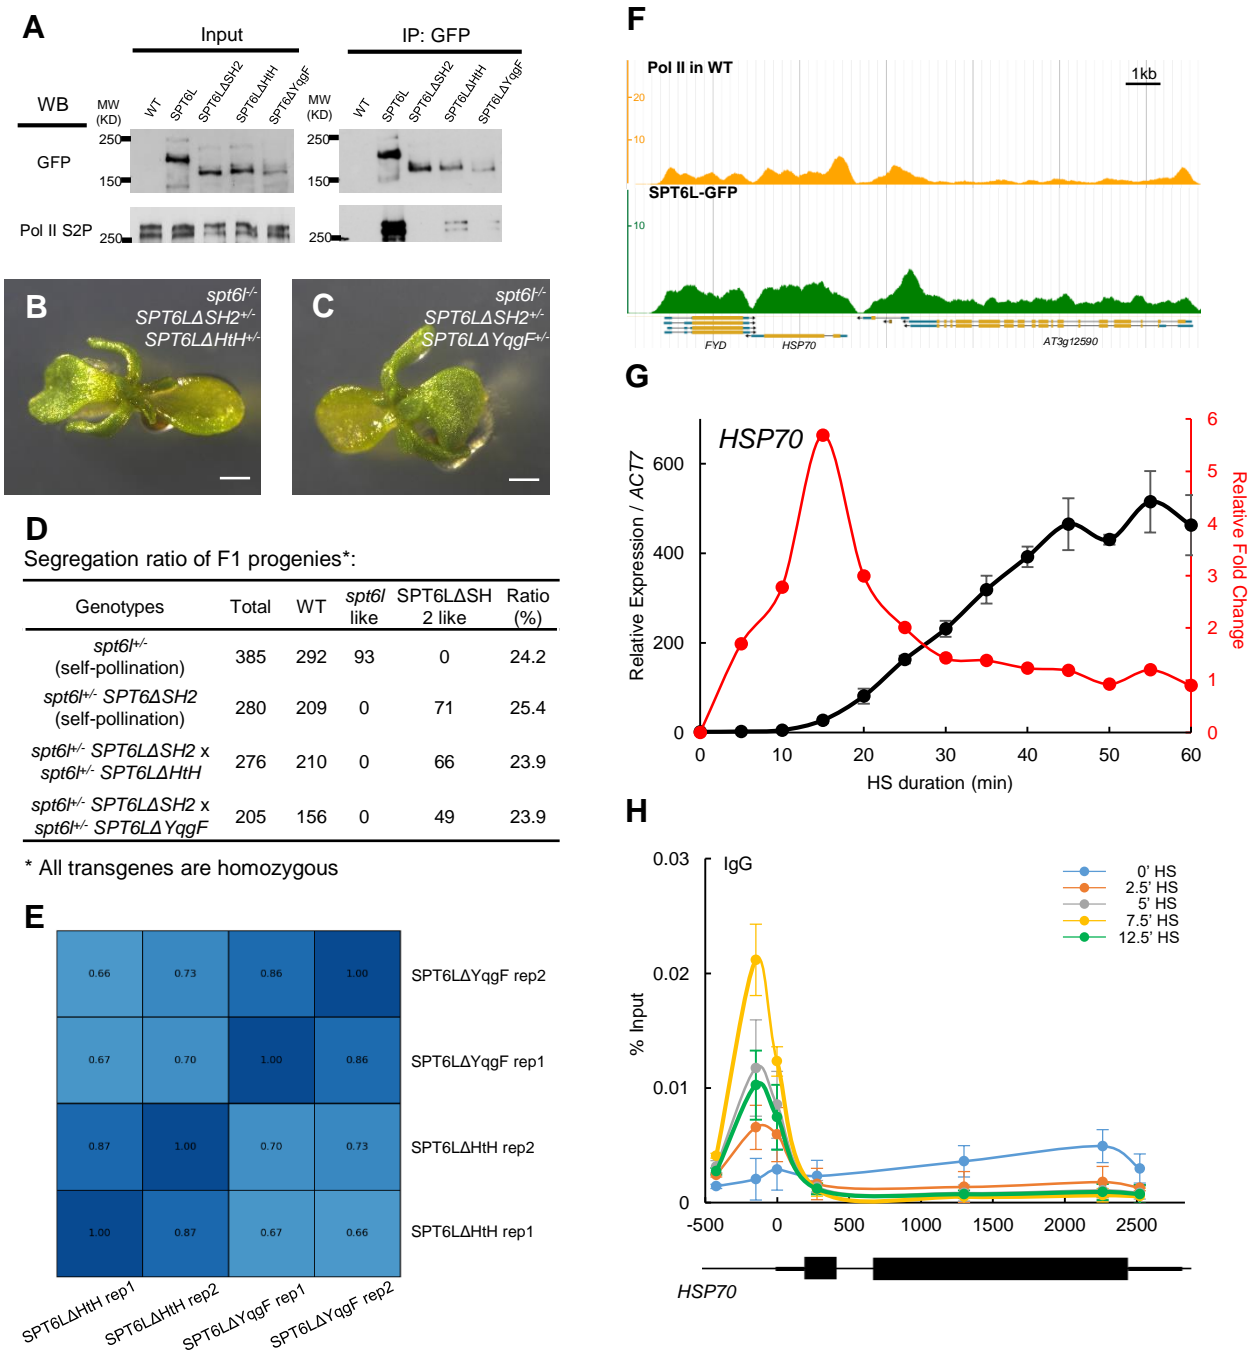 A
Input
IP: GFP
WB
MW
(KD)
WT
SPT6L
SPT6LΔSH2
SPT6LΔHtH
SPT6ΔYqgF
MW
(KD)
WT
SPT6L
SPT6LΔSH2
SPT6LΔHtH
SPT6LΔYqgF
GFP
250
150
250
150
Pol II S2P
250
250
B
spt6l-/-
SPT6LΔSH2+/-
SPT6LΔHtH+/-
C
spt6l-/-
SPT6LΔSH2+/-
SPT6LΔYqgF+/-
D
Segregation ratio of F1 progenies*:
Genotypes Total WT spt6l like SPT6LΔSH 2 like Ratio (%)
spt6l+/- (self-pollination) 385 292 93 0 24.2
spt6l+/- SPT6ΔSH2 (self-pollination) 280 209 0 71 25.4
spt6l+/- SPT6LΔSH2 x spt6l+/- SPT6LΔHtH 276 210 0 66 23.9
spt6l+/- SPT6LΔSH2 x spt6l+/- SPT6LΔYqgF 205 156 0 49 23.9
* All transgenes are homozygous
E
0.66 0.73 0.86 1.00 SPT6LΔYqgF rep2
0.67 0.70 1.00 0.86 SPT6LΔYqgF rep1
0.87 1.00 0.70 0.73 SPT6LΔHtH rep2
1.00 0.87 0.67 0.66 SPT6LΔHtH rep1
SPT6LΔHtH rep1
SPT6LΔHtH rep2
SPT6LΔYqgF rep1
SPT6LΔYqgF rep2
F
Pol II in WT
1kb
20
10
SPT6L-GFP
10
FYD
HSP70
AT3g12590
G
HSP70
Relative Expression / ACT7
600
400
200
0
Relative Fold Change
6
5
4
3
2
1
0
0 10 20 30 40 50 60
HS duration (min)
H
IgG
% Input
0.03
0.02
0.01
0
0' HS
2.5' HS
5' HS
7.5' HS
12.5' HS
-500 0 500 1000 1500 2000 2500
HSP70